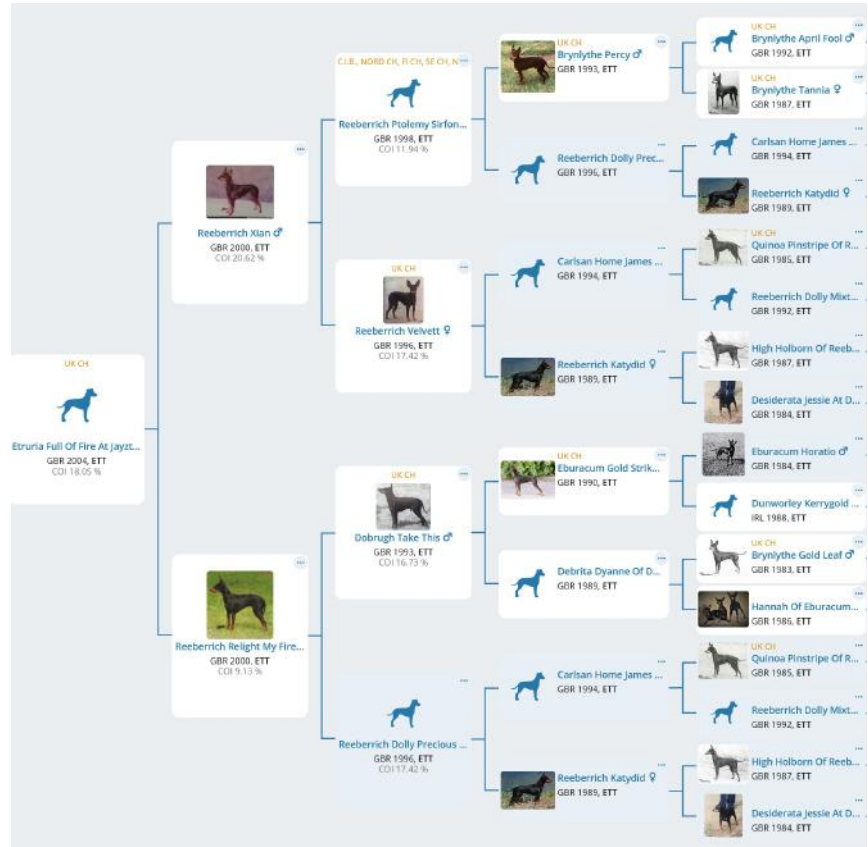 UK CH
Etruria Full Of Fire At Jayzt...
GBR 2004, ETT
COI 18.05 %
Reeberrich Xian ♂
GBR 2000, ETT
COI 20.62 %
Reeberrich Relight My Fire...
GBR 2000, ETT
COI 9.13 %
C.I.B., NORD CH, FI CH, SE CH, N...
Reeberrich Ptolemy Sirfon...
GBR 1998, ETT
COI 11.94 %
UK CH
Reeberrich Velvett ♀
GBR 1996, ETT
COI 17.42 %
UK CH
Dobrugh Take This ♂
GBR 1993, ETT
COI 16.73 %
Reeberrich Dolly Precious ...
GBR 1996, ETT
COI 17.42 %
UK CH
Brynlythe Percy ♂
GBR 1993, ETT
Reeberrich Dolly Prec...
GBR 1996, ETT
Carlsan Home James ...
GBR 1994, ETT
Reeberrich Katydid ♀
GBR 1989, ETT
UK CH
Eburacum Gold Strik...
GBR 1990, ETT
Debrita Dyanne Of D...
GBR 1989, ETT
Carlsan Home James ...
GBR 1994, ETT
Reeberrich Katydid ♀
GBR 1989, ETT
UK CH
Brynlythe April Fool ♂
GBR 1992, ETT
UK CH
Brynlythe Tannia ♀
GBR 1987, ETT
Carlsan Home James ...
GBR 1994, ETT
Reeberrich Katydid ♀
GBR 1989, ETT
UK CH
Quinoa Pinstripe Of R...
GBR 1985, ETT
Reeberrich Dolly Mixt...
GBR 1992, ETT
High Holborn Of Reeb...
GBR 1987, ETT
Desiderata Jessie At D...
GBR 1984, ETT
Eburacum Horatio ♂
GBR 1984, ETT
Dunworley Kerrygold ...
IRL 1988, ETT
UK CH
Brynlythe Gold Leaf ♂
GBR 1983, ETT
Hannah Of Eburacum...
GBR 1986, ETT
UK CH
Quinoa Pinstripe Of R...
GBR 1985, ETT
Reeberrich Dolly Mixt...
GBR 1992, ETT
High Holborn Of Reeb...
GBR 1987, ETT
Desiderata Jessie At D...
GBR 1984, ETT